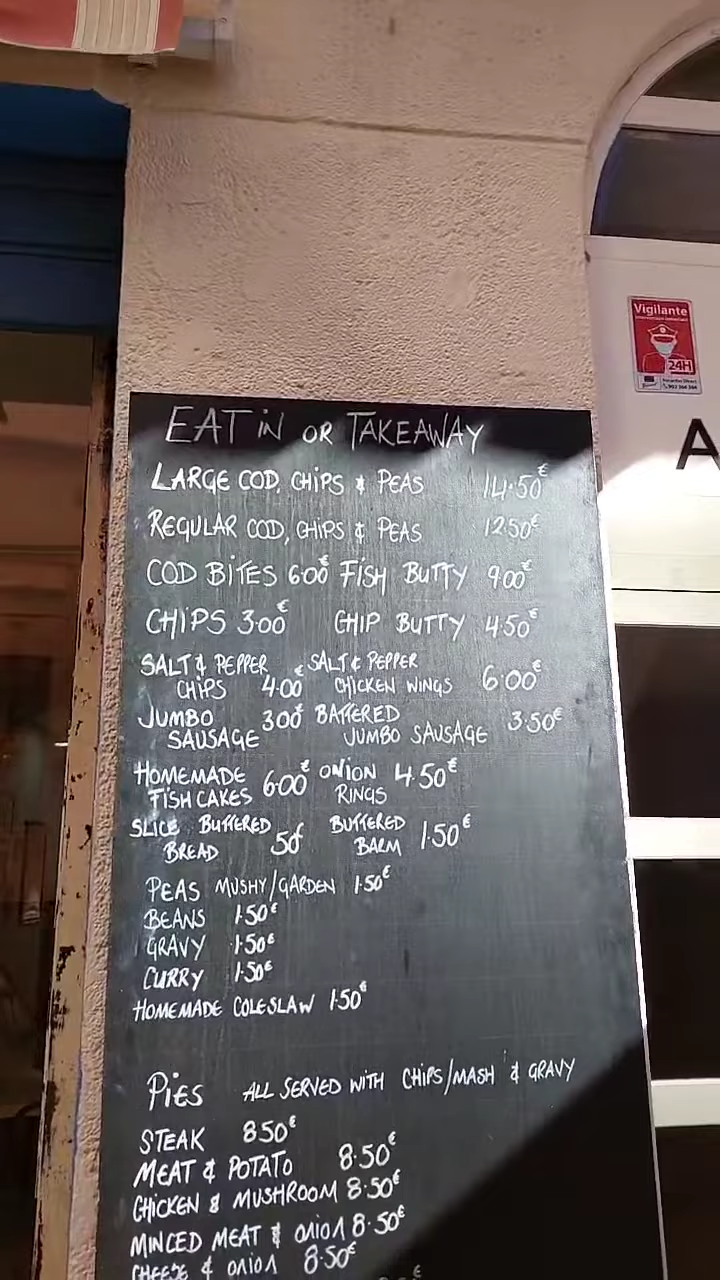 Vigilante
24H
A
EAT iN OR TAKEAWAY
LARGE COD, CHiPS & PEAS 14.50€
REGULAR COD, CHiPS & PEAS 12.50€
COD BiTES 6.00€ FiSH BUTTY 9.00€
CHiPS 3.00€ CHIP BUTTY 4.50€
SALT & PEPPER CHIPS 4.00€ SALT & PEPPER CHICKEN WINGS 6.00€
JUMBO SAUSAGE 3.00€ BATTERED JUMBO SAUSAGE 3.50€
HOMEMADE FISH CAKES 6.00€ ONION RINGS 4.50€
SLICE BUTTERED BREAD 50€ BUTTERED BARM 1.50€
PEAS MUSHY/GARDEN 1.50€
BEANS 1.50€
GRAVY 1.50€
CURRY 1.50€
HOMEMADE COLESLAW 1.50€
PiES ALL SERVED WITH CHIPS/MASH & GRAVY
STEAK 8.50€
MEAT & POTATO 8.50€
CHICKEN & MUSHROOM 8.50€
MINCED MEAT & ONION 8.50€
CHEESE & ONION 8.50€